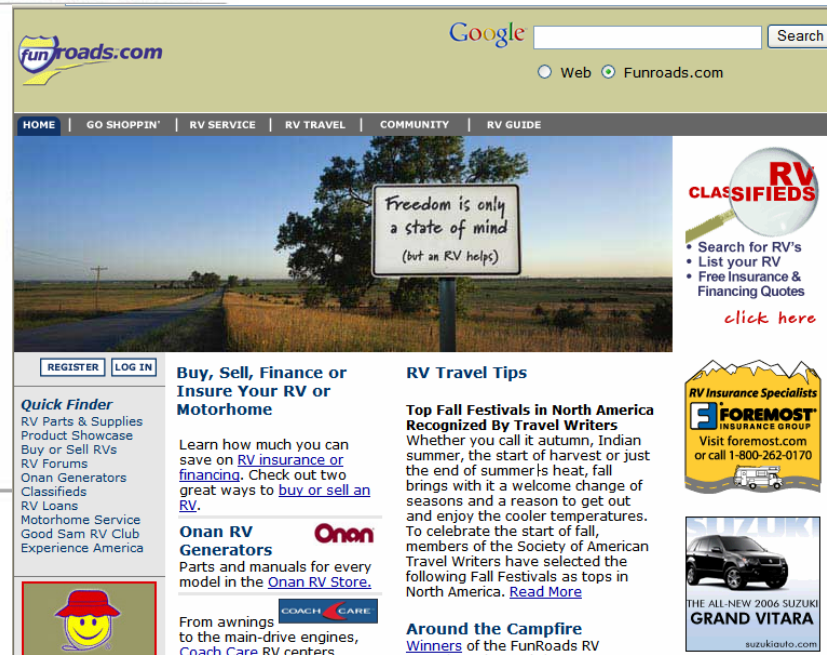 fun roads.com
Google
Search
Web Funroads.com
HOME | GO SHOPPIN' | RV SERVICE | RV TRAVEL | COMMUNITY | RV GUIDE
Freedom is only
a state of mind
(but an RV helps)
RV
CLASSIFIEDS
• Search for RV's
• List your RV
• Free Insurance &
Financing Quotes
click here
REGISTER LOG IN
Quick Finder
RV Parts & Supplies
Product Showcase
Buy or Sell RVs
RV Forums
Onan Generators
Classifieds
RV Loans
Motorhome Service
Good Sam RV Club
Experience America
Buy, Sell, Finance or
Insure Your RV or
Motorhome
Learn how much you can
save on RV insurance or
financing. Check out two
great ways to buy or sell an
RV.
Onan RV
Generators
Onan
Parts and manuals for every
model in the Onan RV Store.
COACH CARE
From awnings
to the main-drive engines,
Coach Care RV centers
RV Travel Tips
Top Fall Festivals in North America
Recognized By Travel Writers
Whether you call it autumn, Indian
summer, the start of harvest or just
the end of summer's heat, fall
brings with it a welcome change of
seasons and a reason to get out
and enjoy the cooler temperatures.
To celebrate the start of fall,
members of the Society of American
Travel Writers have selected the
following Fall Festivals as tops in
North America. Read More
Around the Campfire
Winners of the FunRoads RV
RV Insurance Specialists
FOREMOST
INSURANCE GROUP
Visit foremost.com
or call 1-800-262-0170
SUZUKI
THE ALL-NEW 2006 SUZUKI
GRAND VITARA
suzukiauto.com